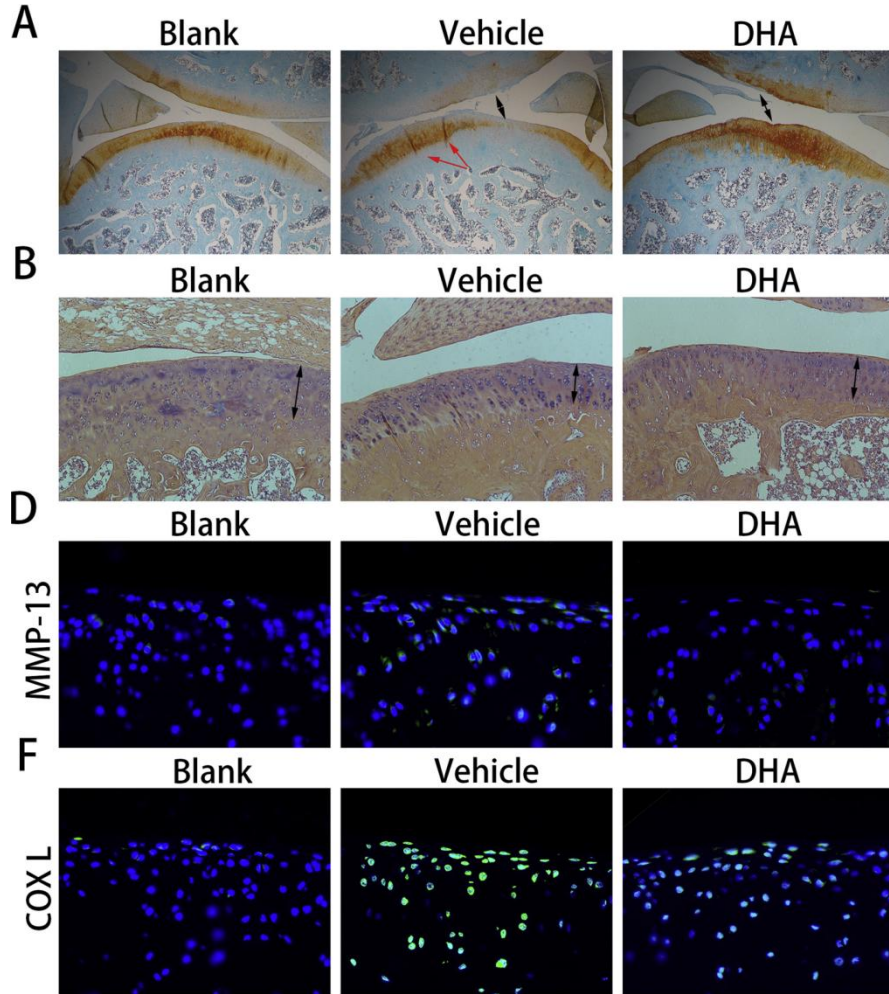 A
Blank Vehicle DHA
B
Blank Vehicle DHA
D
Blank Vehicle DHA
MMP-13
F
Blank Vehicle DHA
COX L